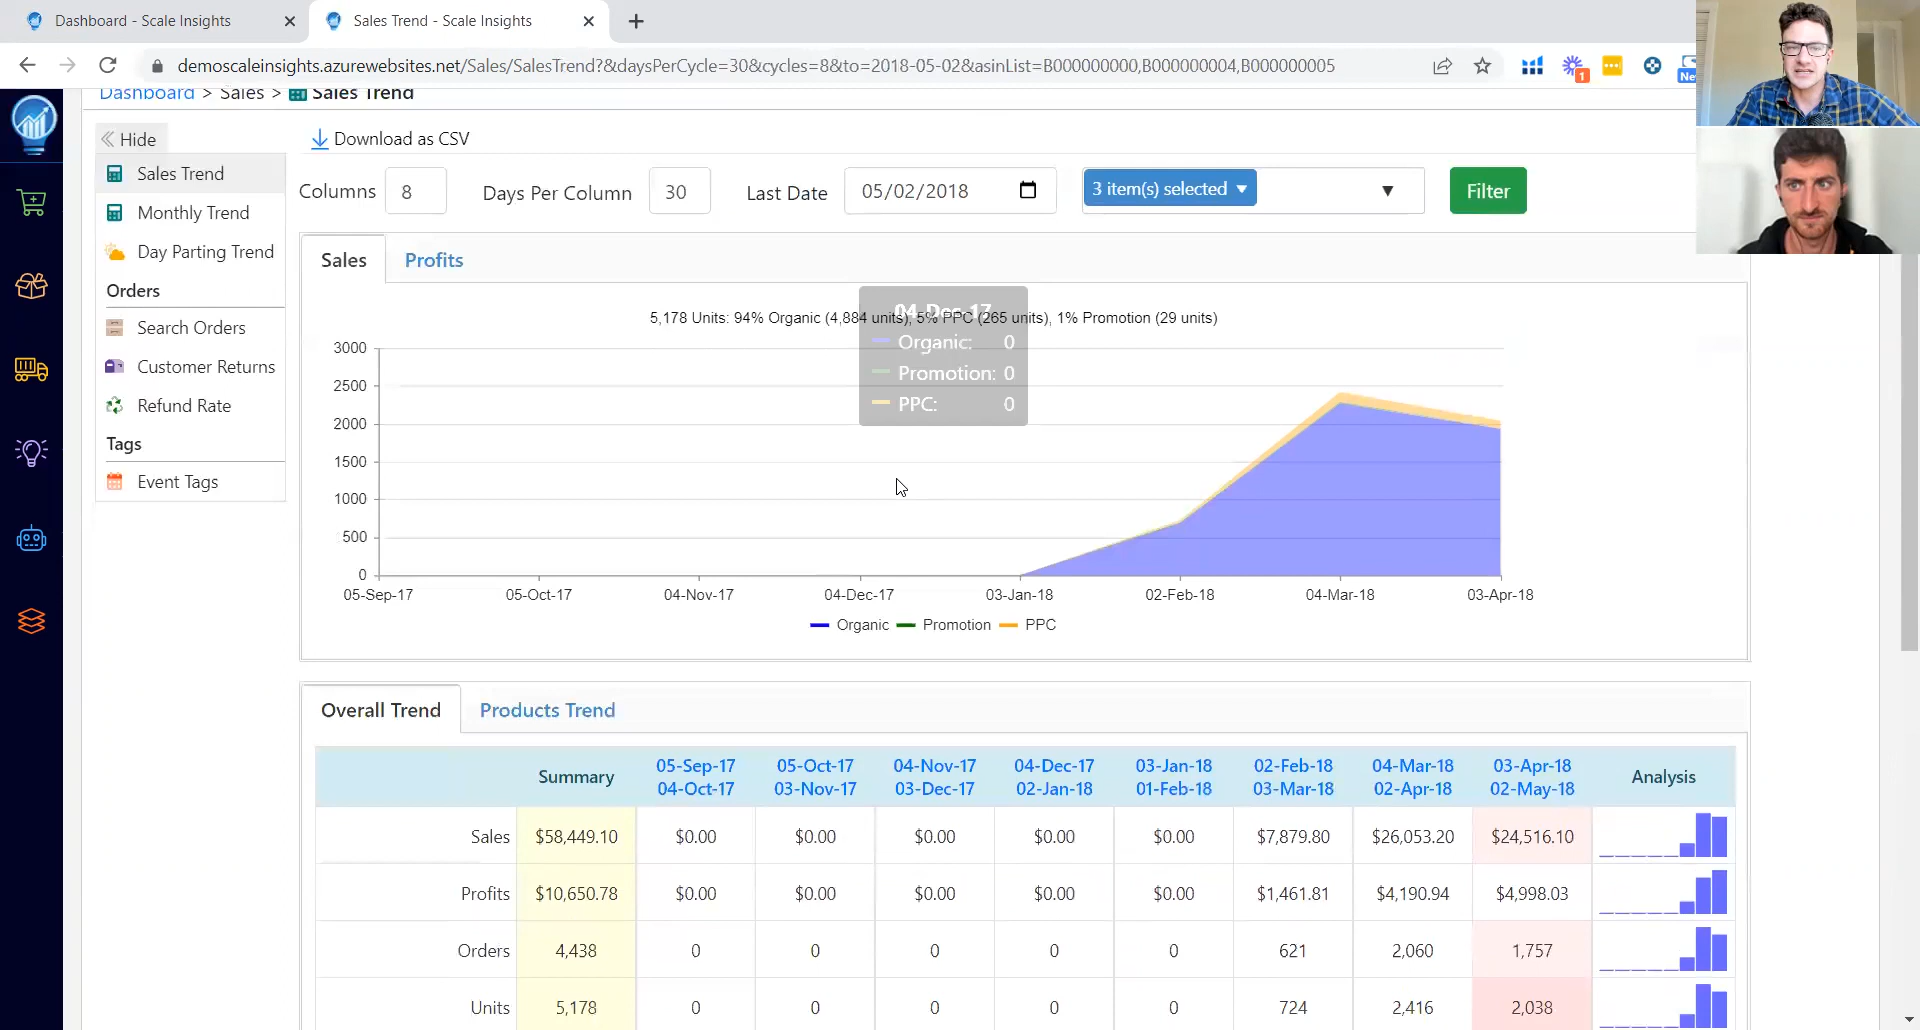 Dashboard - Scale Insights
Sales Trend - Scale Insights
demoscaleinsights.azurewebsites.net/Sales/SalesTrend?&daysPerCycle=30&cycles=8&to=2018-05-02&asinList=B000000000,B000000004,B000000005
1
Ne
Dashboard > Sales > Sales Trend
Hide
Sales Trend
Monthly Trend
Day Parting Trend
Orders
Search Orders
Customer Returns
Refund Rate
Tags
Event Tags
Download as CSV
Columns 8 Days Per Column 30 Last Date 05/02/2018 3 item(s) selected Filter
Sales Profits
5,178 Units: 94% Organic (4,884 units), 5% PPC (265 units), 1% Promotion (29 units)
04-Dec-17
Organic: 0
Promotion: 0
PPC: 0
3000
2500
2000
1500
1000
500
0
05-Sep-17 05-Oct-17 04-Nov-17 04-Dec-17 03-Jan-18 02-Feb-18 04-Mar-18 03-Apr-18
Organic Promotion PPC
Overall Trend Products Trend
Summary 05-Sep-17 04-Oct-17 05-Oct-17 03-Nov-17 04-Nov-17 03-Dec-17 04-Dec-17 02-Jan-18 03-Jan-18 01-Feb-18 02-Feb-18 03-Mar-18 04-Mar-18 02-Apr-18 03-Apr-18 02-May-18 Analysis
Sales $58,449.10 $0.00 $0.00 $0.00 $0.00 $0.00 $7,879.80 $26,053.20 $24,516.10
Profits $10,650.78 $0.00 $0.00 $0.00 $0.00 $0.00 $1,461.81 $4,190.94 $4,998.03
Orders 4,438 0 0 0 0 0 621 2,060 1,757
Units 5,178 0 0 0 0 0 724 2,416 2,038